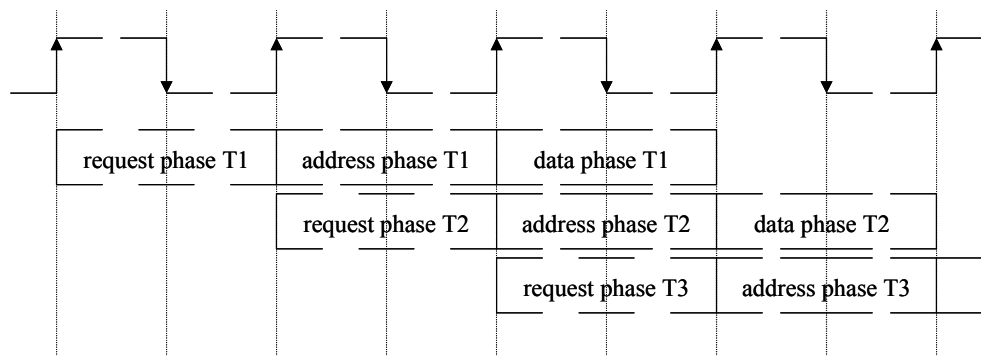 request phase T1
address phase T1
data phase T1
request phase T2
address phase T2
data phase T2
request phase T3
address phase T3